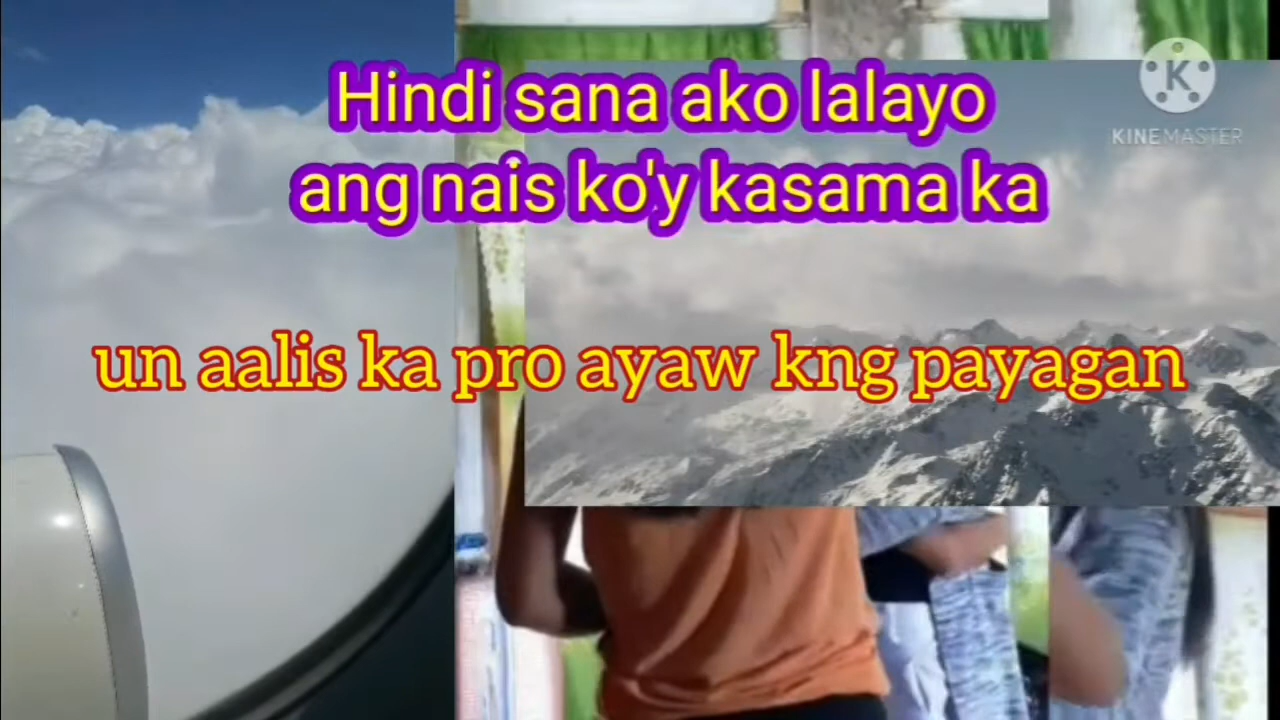 Hindi sana ako lalayo
K
KINEMASTER
ang nais ko'y kasama ka
un aalis ka pro ayaw kng payagan